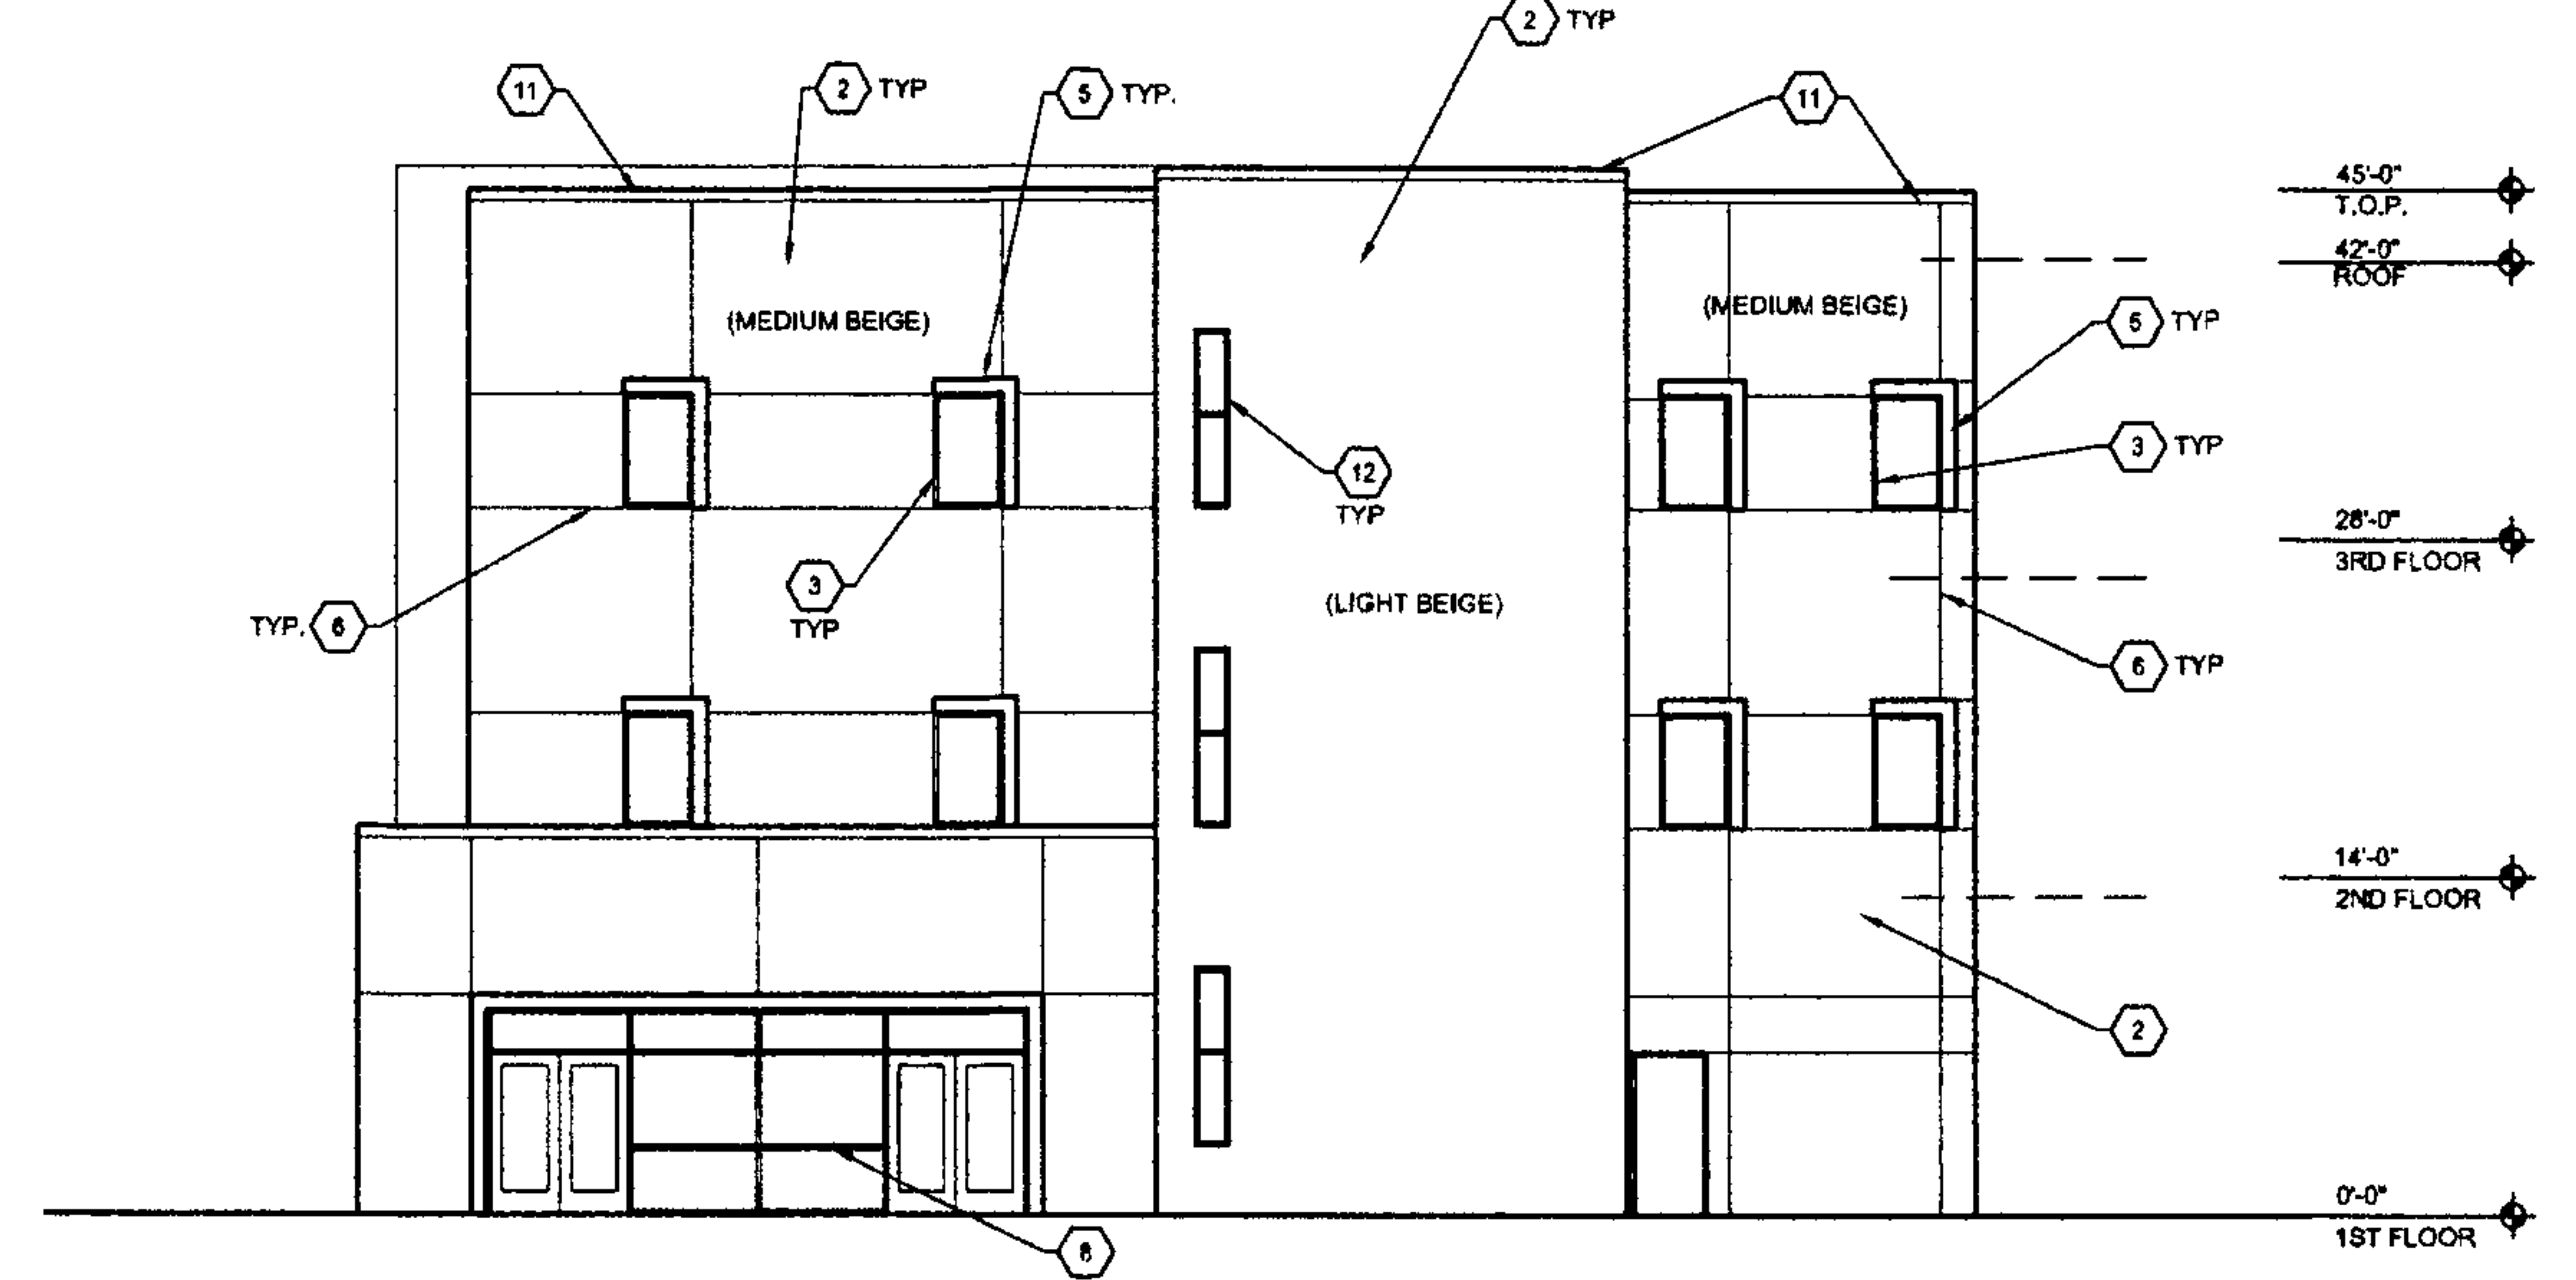 2 TYP
11
2 TYP
5 TYP.
11
45'-0"
T.O.P.
42'-0"
ROOF
(MEDIUM BEIGE)
(MEDIUM BEIGE)
5 TYP
3 TYP
12
TYP
28'-0"
3RD FLOOR
3
TYP
(LIGHT BEIGE)
TYP. 6
6 TYP
14'-0"
2ND FLOOR
2
0'-0"
1ST FLOOR